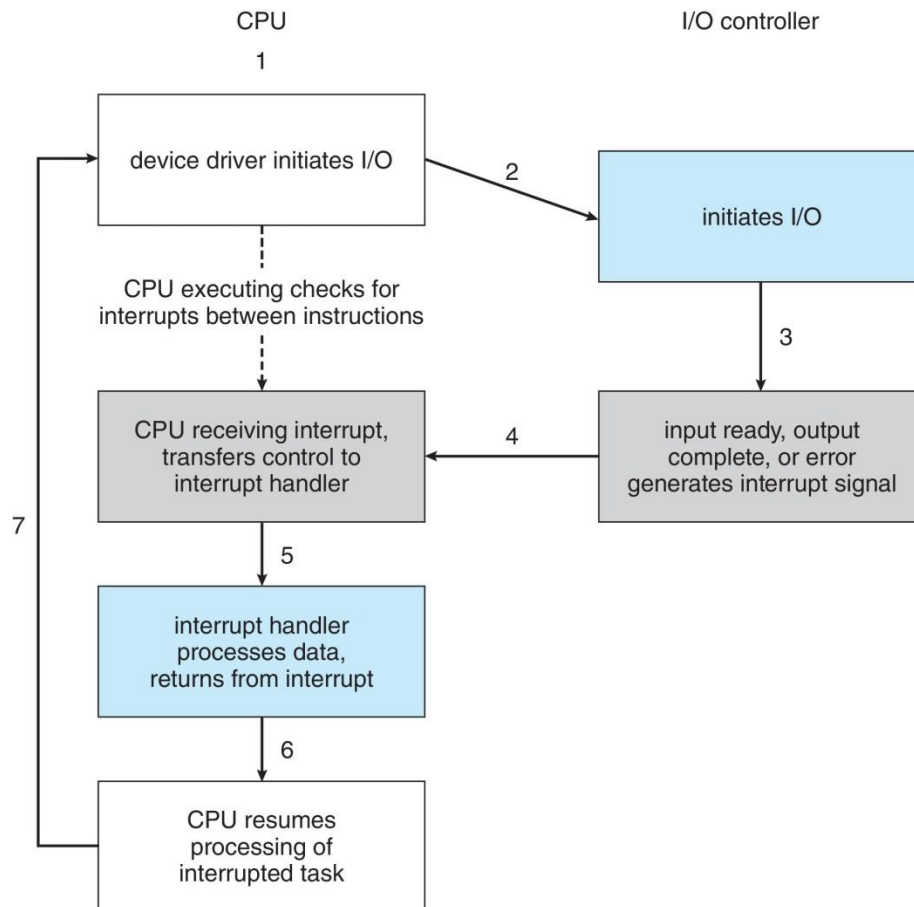 CPU
I/O controller
1
device driver initiates I/O
2
initiates I/O
CPU executing checks for
interrupts between instructions
3
CPU receiving interrupt,
transfers control to
interrupt handler
4
input ready, output
complete, or error
generates interrupt signal
7
5
interrupt handler
processes data,
returns from interrupt
6
CPU resumes
processing of
interrupted task